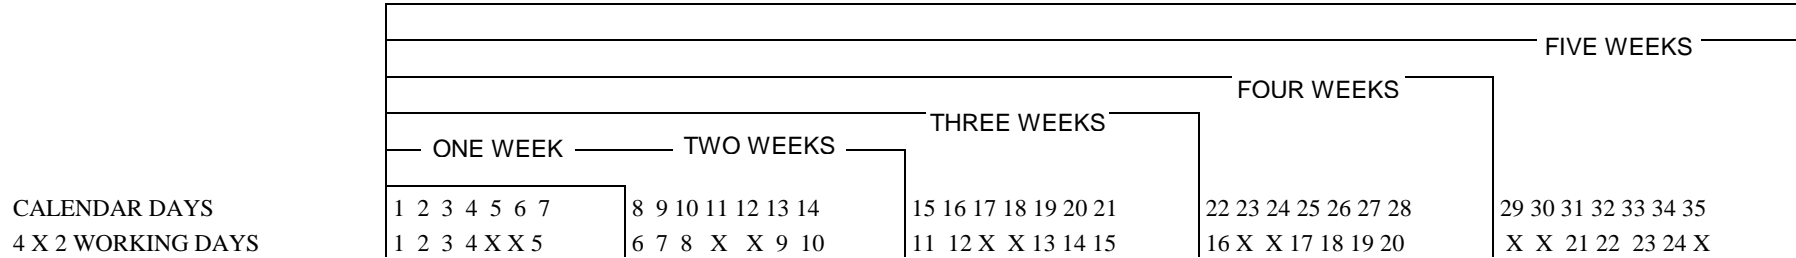 FIVE WEEKS
FOUR WEEKS
THREE WEEKS
ONE WEEK TWO WEEKS
CALENDAR DAYS 1 2 3 4 5 6 7 8 9 10 11 12 13 14 15 16 17 18 19 20 21 22 23 24 25 26 27 28 29 30 31 32 33 34 35
4 X 2 WORKING DAYS 1 2 3 4 X X 5 6 7 8 X X 9 10 11 12 X X 13 14 15 16 X X 17 18 19 20 X X 21 22 23 24 X